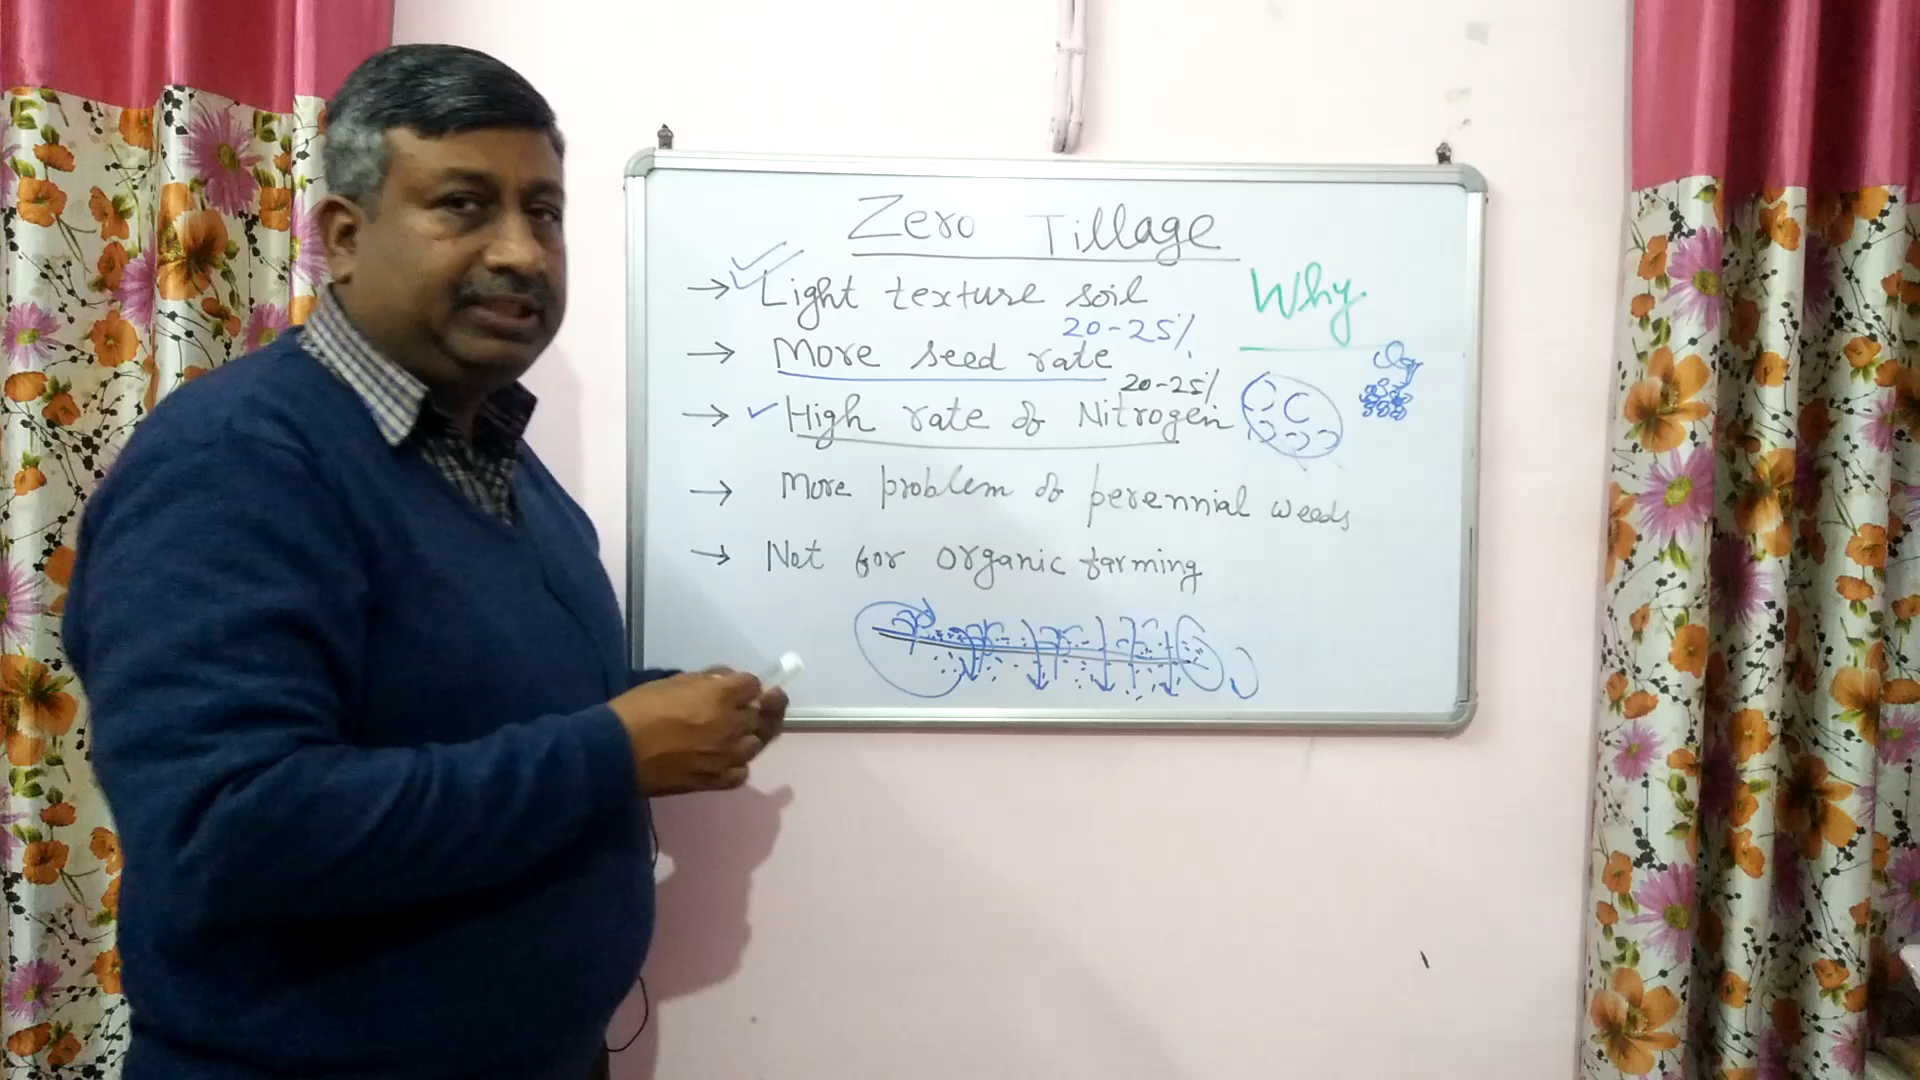 Zero Tillage
→ Light texture soil
Why
20-25%
→ More seed rate
20-25%
→ High rate of Nitrogen
→ More problem of perennial weeds
→ Not for organic farming